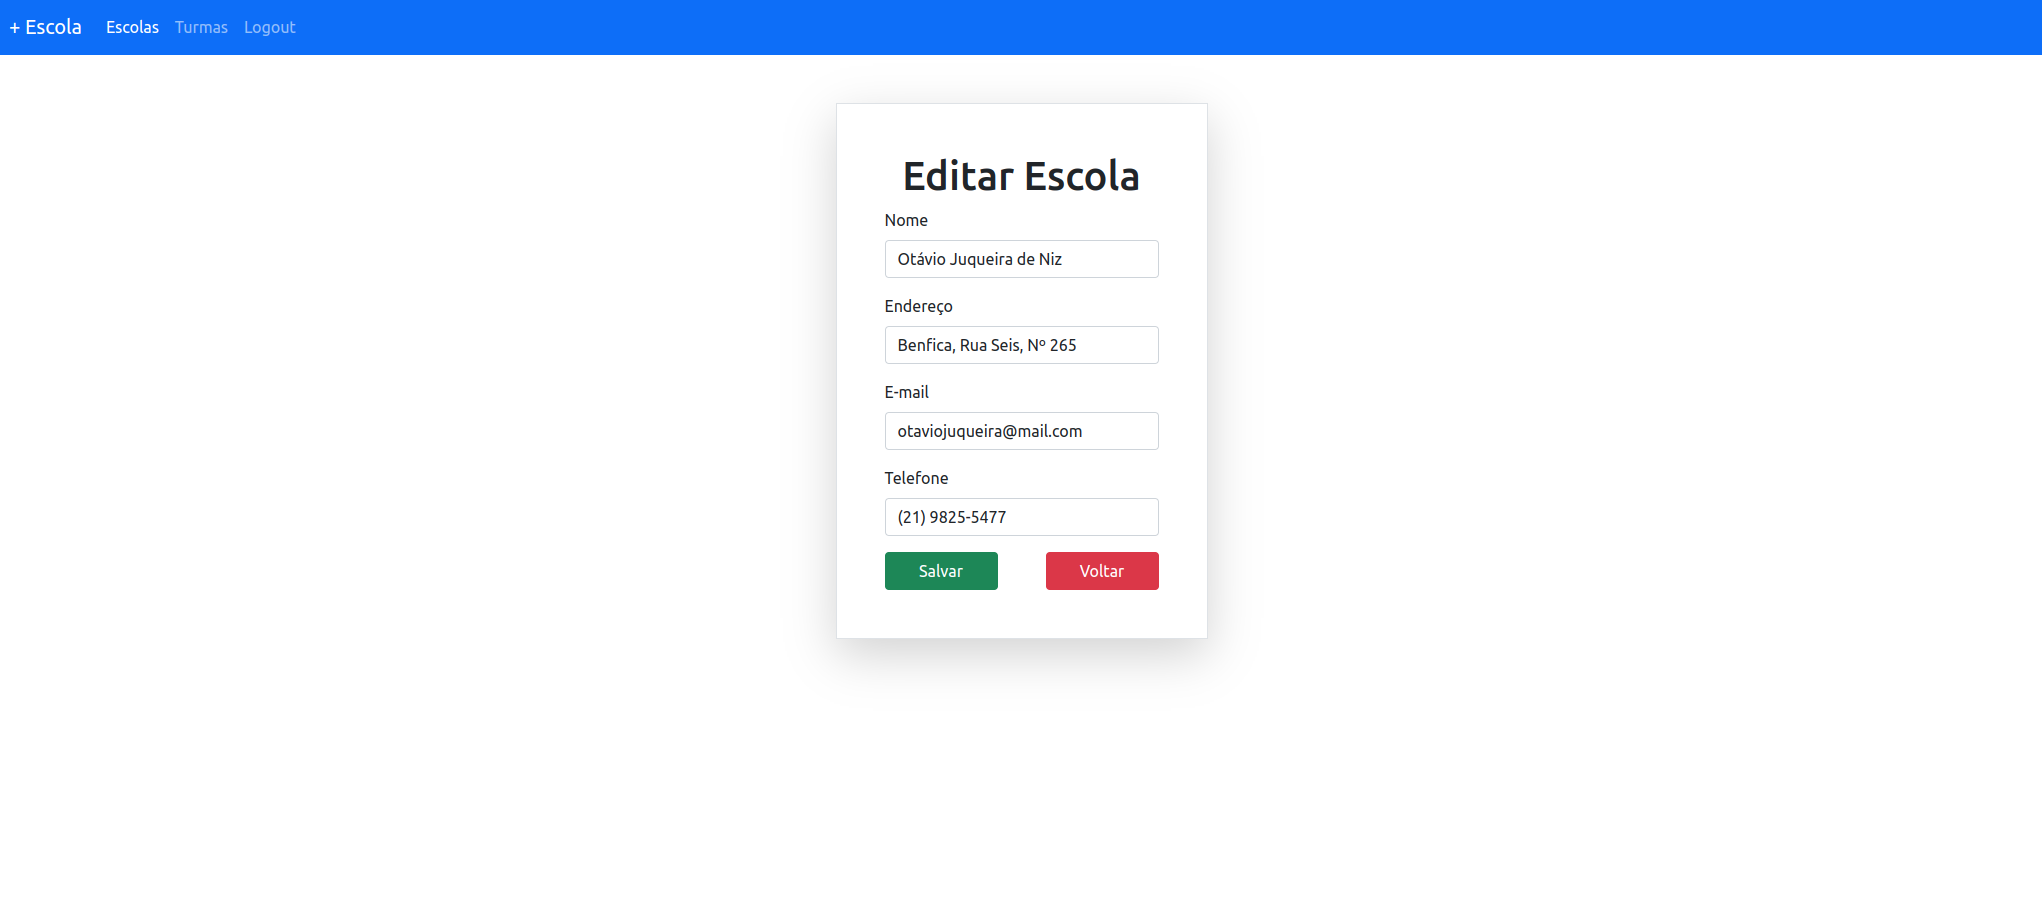 + Escola Escolas Turmas Logout
Editar Escola
Nome
Otávio Juqueira de Niz
Endereço
Benfica, Rua Seis, Nº 265
E-mail
otaviojuqueira@mail.com
Telefone
(21) 9825-5477
Salvar Voltar